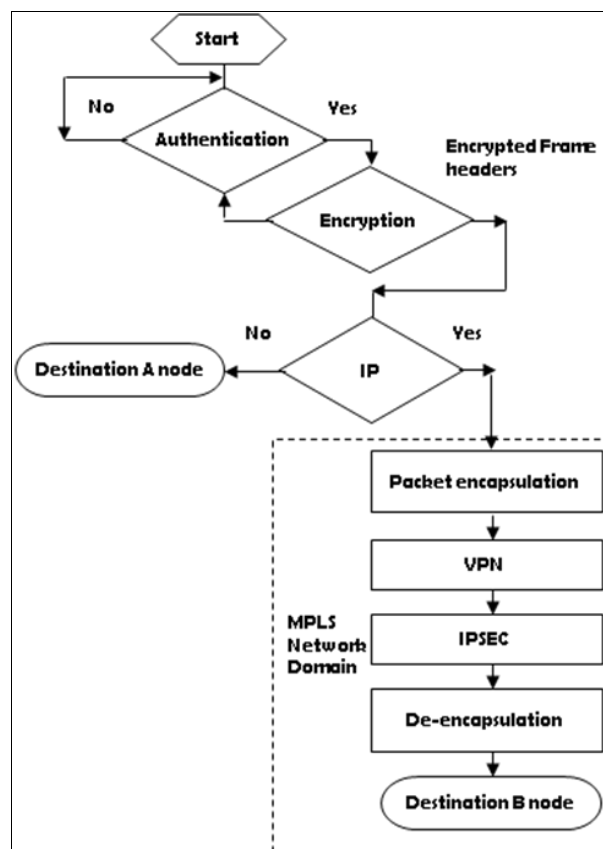 Start
No
Yes
Authentication
Encrypted Frame
headers
Encryption
No
Yes
Destination A node
IP
Packet encapsulation
VPN
MPLS
Network
Domain
IPSEC
De-encapsulation
Destination B node